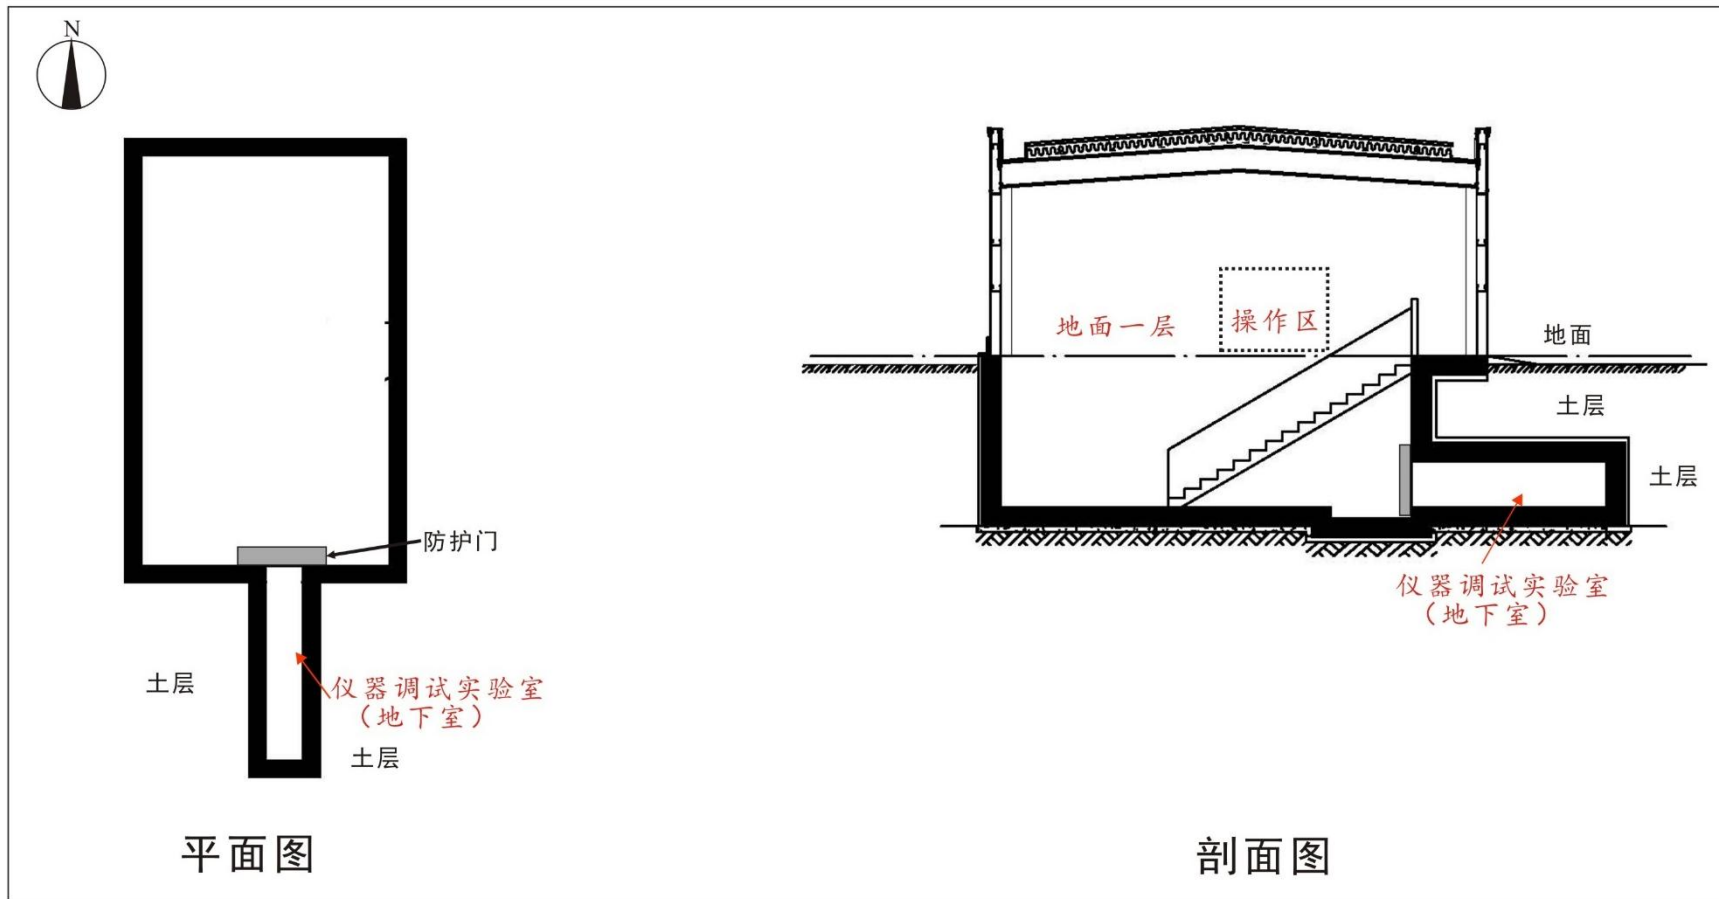 N
防护门
土层
仪器调试实验室
（地下室）
土层
平面图
地面一层
操作区
地面
土层
土层
仪器调试实验室
（地下室）
剖面图